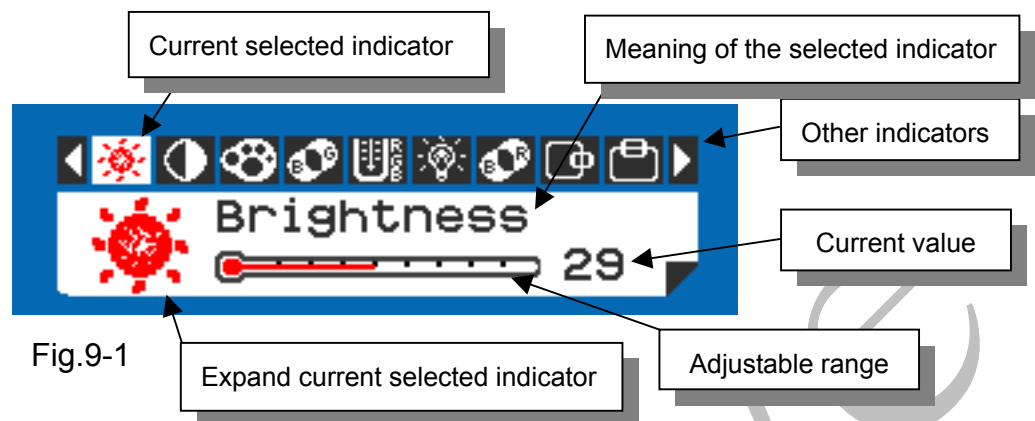 Current selected indicator
Meaning of the selected indicator
Other indicators
B G
R G B
B R
Brightness
29
Current value
Fig.9-1
Adjustable range
Expand current selected indicator